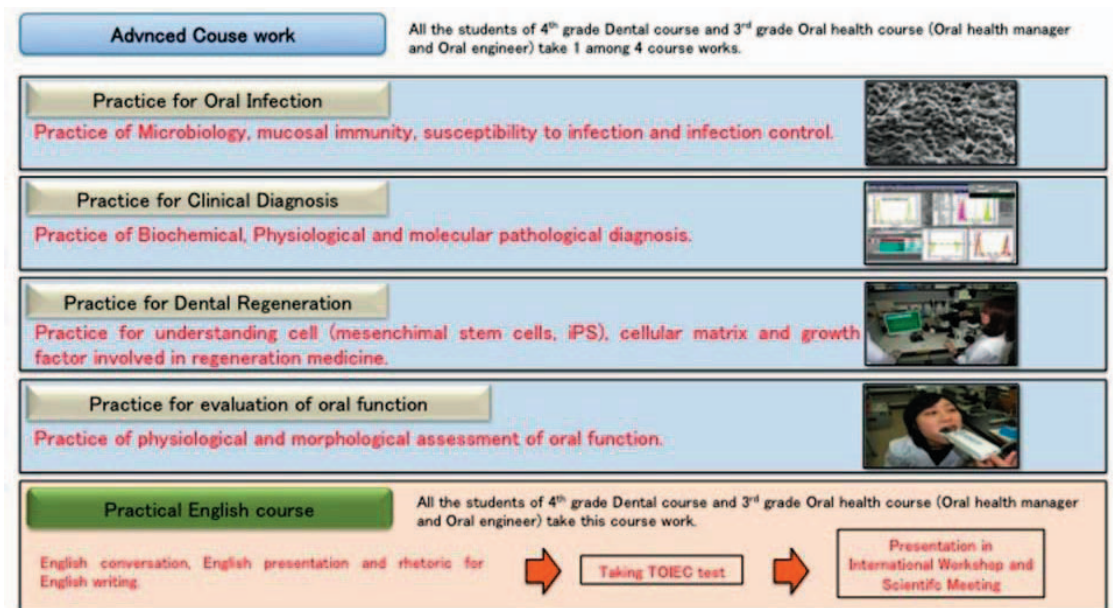 Advnced Couse work
All the students of 4th grade Dental course and 3rd grade Oral health course (Oral health manager
and Oral engineer) take 1 among 4 course works.
Practice for Oral Infection
Practice of Microbiology, mucosal immunity, susceptibility to infection and infection control.
Practice for Clinical Diagnosis
Practice of Biochemical, Physiological and molecular pathological diagnosis.
Practice for Dental Regeneration
Practice for understanding cell (mesenchimal stem cells, iPS), cellular matrix and growth
factor involved in regeneration medicine.
Practice for evaluation of oral function
Practice of physiological and morphological assessment of oral function.
Practical English course
All the students of 4th grade Dental course and 3rd grade Oral health course (Oral health manager
and Oral engineer) take this course work.
English conversation, English presentation and rhetoric for
English writing.
Taking TOIEC test
Presentation in
International Workshop and
Scientifc Meeting